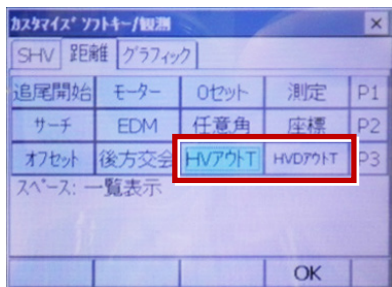 カスタマイズ ソフトキー/観測 ×
SHV 距離 グラフィック
追尾開始 モーター 0セット 測定 P1
サーチ EDM 任意角 座標 P2
オフセット 後方交会 HVアウトT HVDアウトT P3
スペース: 一覧表示
OK